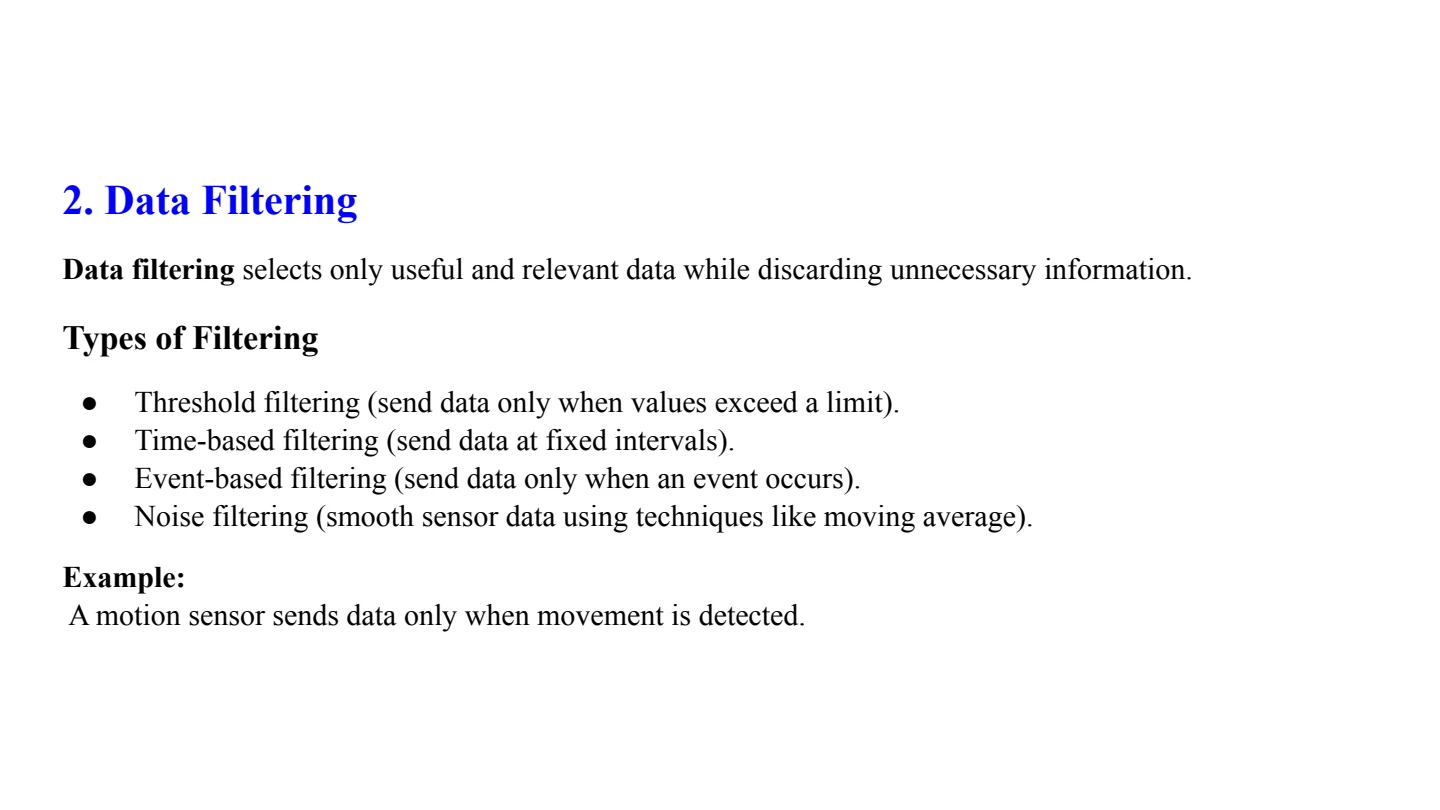 2. Data Filtering
Data filtering selects only useful and relevant data while discarding unnecessary information.
Types of Filtering
● Threshold filtering (send data only when values exceed a limit).
● Time-based filtering (send data at fixed intervals).
● Event-based filtering (send data only when an event occurs).
● Noise filtering (smooth sensor data using techniques like moving average).
Example:
A motion sensor sends data only when movement is detected.